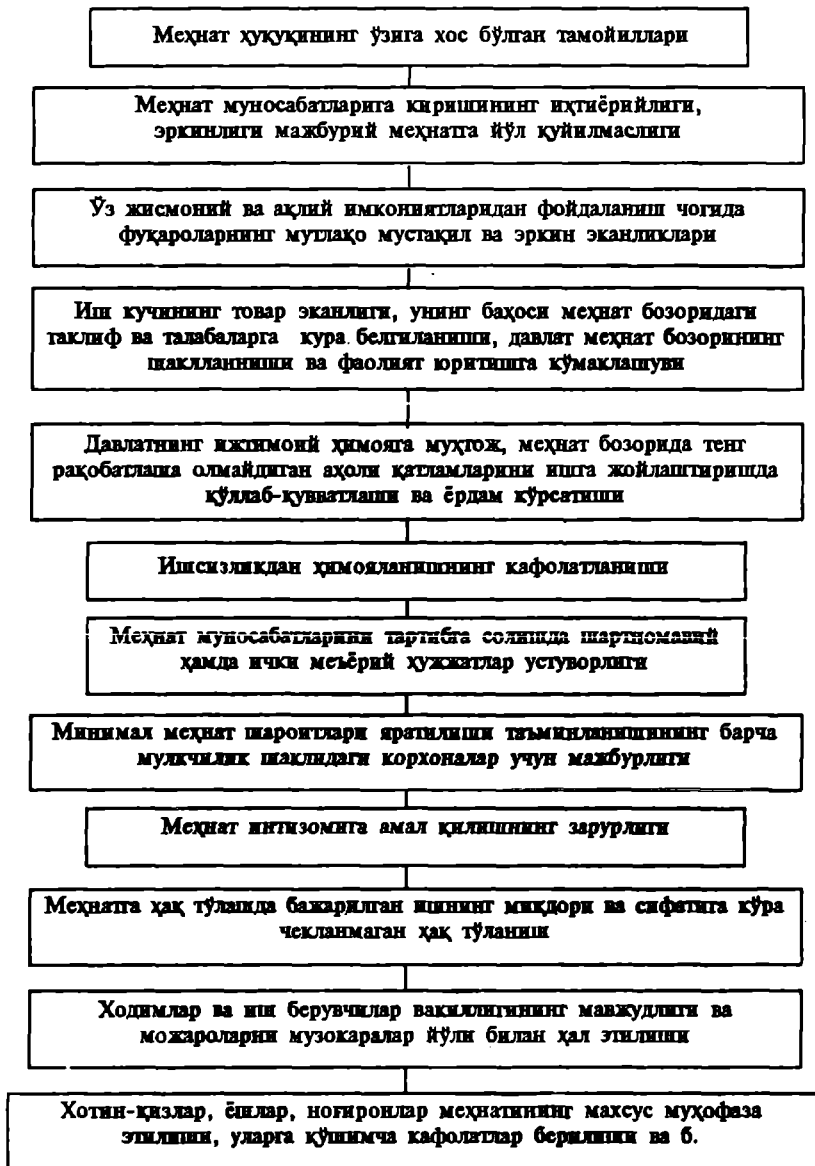 Меҳнат ҳуқуқининг ўзига хос бўлган тамойиллари
Меҳнат муносабатларига киришининг ихтиёрийлиги,
эркинлиги мажбурий меҳнатга йўл қуйилмаслиги
Ўз жисмоний ва ақлий имкониятларидан фойдаланиш чогида
фуқароларнинг мутлақо мустақил ва эркин эканликлари
Иш кучининг товар эканлиги, унинг баҳоси меҳнат бозоридаги
таклиф ва талабаларга кура белгиланиши, давлат меҳнат бозорининг
шаклланниши ва фаолият юритишга кўмаклашуви
Давлатнинг ижтимоий ҳимояга муҳтож, меҳнат бозорида тенг
рақобатлаша олмайдиган аҳоли қатламларини ишга жойлаштиришда
қўллаб-қувватлаши ва ёрдам кўрсатиши
Ишсизликдан ҳимояланишнинг кафолатланиши
Меҳнат муносабатларини тартибга солишда шартномавий
ҳамда ички меъёрий ҳужжатлар устуворлиги
Минимал меҳнат шароитлари яратилиши таъминланишининг барча
мулкчилик шаклидаги корхоналар учун мажбурлиги
Меҳнат интизомига амал қилишнинг зарурлиги
Меҳнатга ҳақ тўлашда бажарилган ишнинг миқдори ва сифатига кўра
чекланмаган ҳақ тўланиш
Ходимлар ва иш берувчилар вакиллигининг мавжудлиги ва
можароларни музокаралар йўли билан ҳал этилиши
Хотин-қизлар, ёшлар, ногиронлар меҳнатининг махсус муҳофаза
этилиши, уларга қўшимча кафолатлар берилиши ва б.